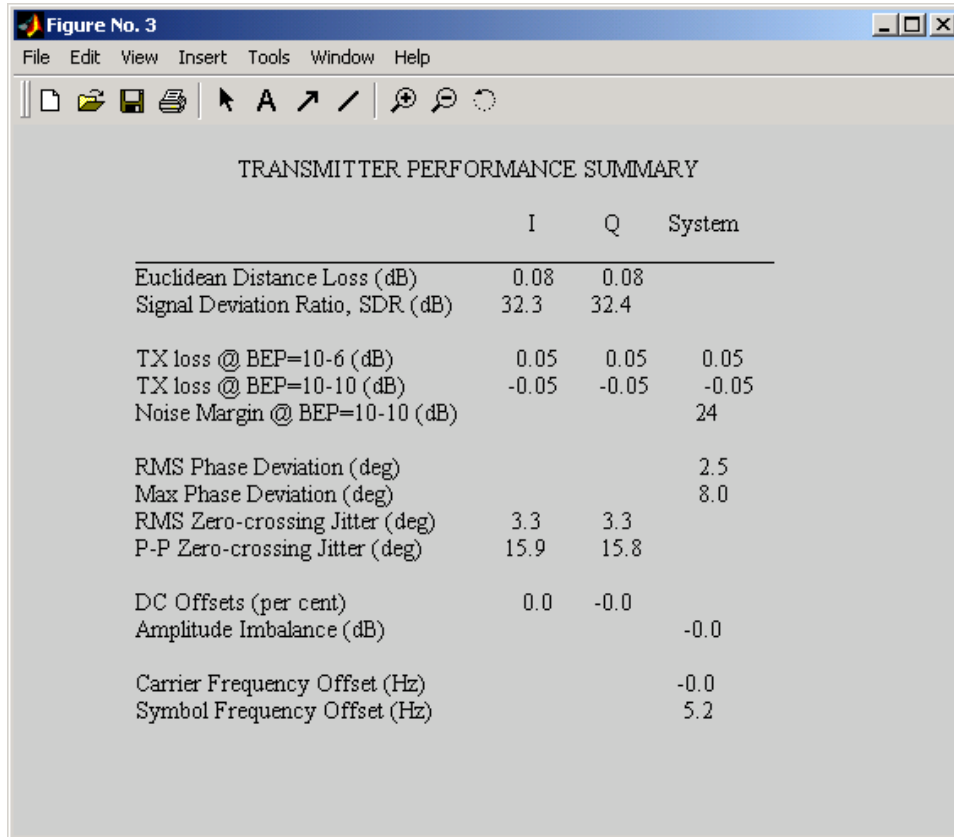 Figure No. 3
File Edit View Insert Tools Window Help
A
TRANSMITTER PERFORMANCE SUMMARY
I Q System
Euclidean Distance Loss (dB) 0.08 0.08
Signal Deviation Ratio, SDR (dB) 32.3 32.4
TX loss @ BEP=10-6 (dB) 0.05 0.05 0.05
TX loss @ BEP=10-10 (dB) -0.05 -0.05 -0.05
Noise Margin @ BEP=10-10 (dB) 24
RMS Phase Deviation (deg) 2.5
Max Phase Deviation (deg) 8.0
RMS Zero-crossing Jitter (deg) 3.3 3.3
P-P Zero-crossing Jitter (deg) 15.9 15.8
DC Offsets (per cent) 0.0 -0.0
Amplitude Imbalance (dB) -0.0
Carrier Frequency Offset (Hz) -0.0
Symbol Frequency Offset (Hz) 5.2